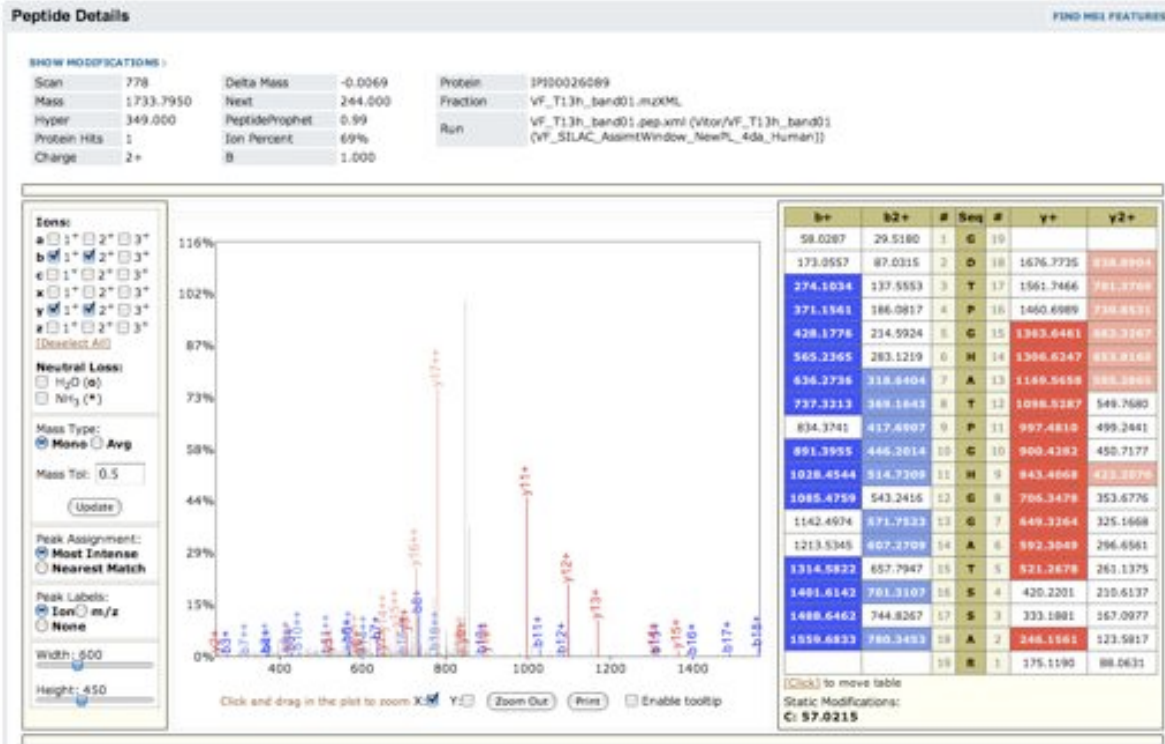 Peptide Details
FIND MS1 FEATURES
SHOW MODIFICATIONS
Scan 778 Delta Mass -0.0069 Protein IPI00026089
Mass 1733.7950 Next 244.000 Fraction VF_T13h_band01.mzXML
Hyper 349.000 PeptideProphet 0.99 Run VF_T13h_band01.pep.xml (Vitor/VF_T13h_band01
Protein Hits 1 Ion Percent 69% (VF_SILAC_AssimtWindow_NewPL_4da_Human))
Charge 2+ B 1.000
Ions:
a 1+ 2+ 3+
b 1+ 2+ 3+
c 1+ 2+ 3+
x 1+ 2+ 3+
y 1+ 2+ 3+
z 1+ 2+ 3+
[Deselect All]
Neutral Loss:
H2O (o)
NH3 (*)
Mass Type:
Mono Avg
Mass Tol: 0.5
Update
Peak Assignment:
Most Intense
Nearest Match
Peak Labels:
Ion m/z
None
Width: 600
Height: 450
116%
102%
87%
73%
58%
44%
29%
15%
0%
400 600 800 1000 1200 1400
y17++
y11+
y16++
y12+
y13+
b8+
b11+
b12+
y15+
b16+
b17+
b18+
Click and drag in the plot to zoom X: Y: Zoom Out Print Enable tooltip
b+ b2+ # Seq # y+ y2+
58.0287 29.5180 1 G 19
173.0557 87.0315 2 D 18 1676.7735 838.8904
274.1034 137.5553 3 T 17 1561.7466 781.3769
371.1561 186.0817 4 P 16 1460.6989 730.8531
428.1776 214.5924 5 G 15 1363.6461 682.3267
565.2365 283.1219 6 H 14 1306.6247 653.8160
636.2736 318.6404 7 A 13 1169.5658 585.2865
737.3213 369.1643 8 T 12 1098.5287 549.7680
834.3741 417.6907 9 P 11 997.4810 499.2441
891.3955 446.2014 10 G 10 900.4282 450.7177
1028.4544 514.7309 11 H 9 843.4068 422.2070
1085.4759 543.2416 12 G 8 706.3478 353.6776
1142.4974 571.7523 13 G 7 649.3264 325.1668
1213.5345 607.2709 14 A 6 592.3049 296.6561
1314.5822 657.7947 15 T 5 521.2678 261.1375
1401.6142 701.3107 16 S 4 420.2201 210.6137
1488.6462 744.8267 17 S 3 333.1881 167.0977
1559.6833 780.3453 18 A 2 246.1561 123.5817
19 R 1 175.1190 88.0631
[Click] to move table
Static Modifications:
C: 57.0215